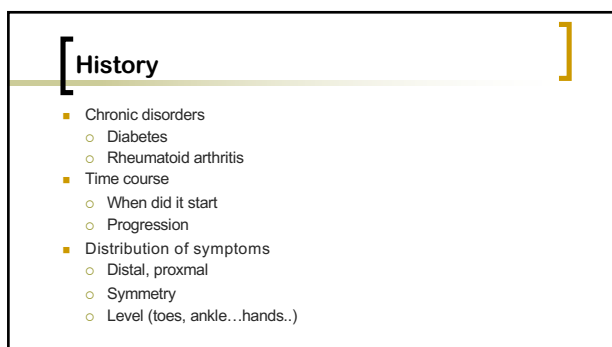 History
Chronic disorders
Diabetes
Rheumatoid arthritis
Time course
When did it start
Progression
Distribution of symptoms
Distal, proxmal
Symmetry
Level (toes, ankle…hands..)